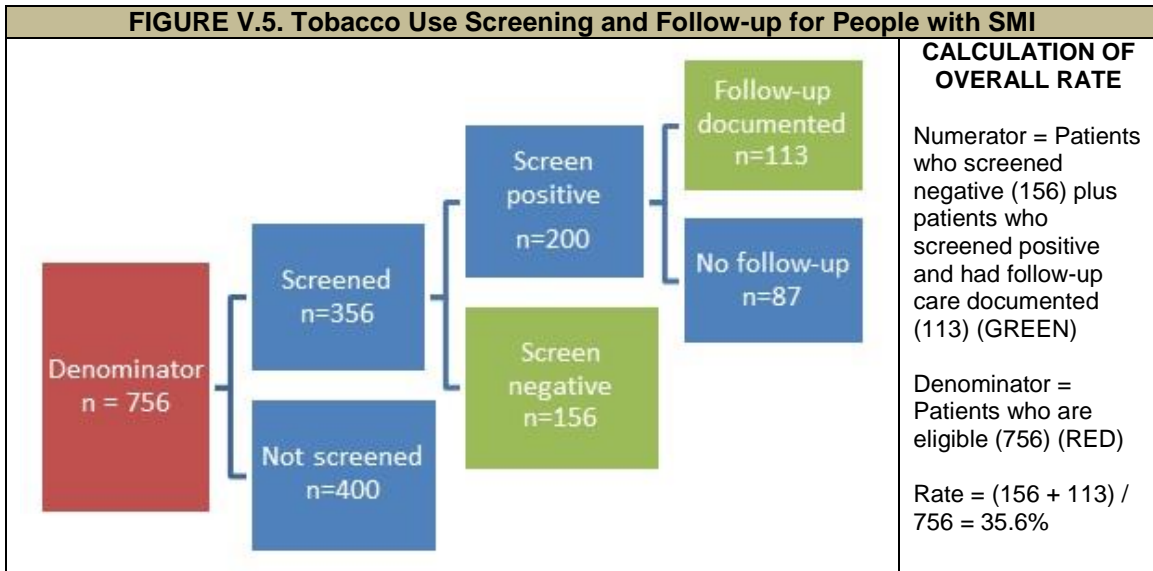 FIGURE V.5. Tobacco Use Screening and Follow-up for People with SMI
Denominator
n = 756
Screened
n=356
Not screened
n=400
Screen
positive
n=200
Screen
negative
n=156
Follow-up
documented
n=113
No follow-up
n=87
CALCULATION OF
OVERALL RATE
Numerator = Patients
who screened
negative (156) plus
patients who
screened positive
and had follow-up
care documented
(113) (GREEN)
Denominator =
Patients who are
eligible (756) (RED)
Rate = (156 + 113) /
756 = 35.6%